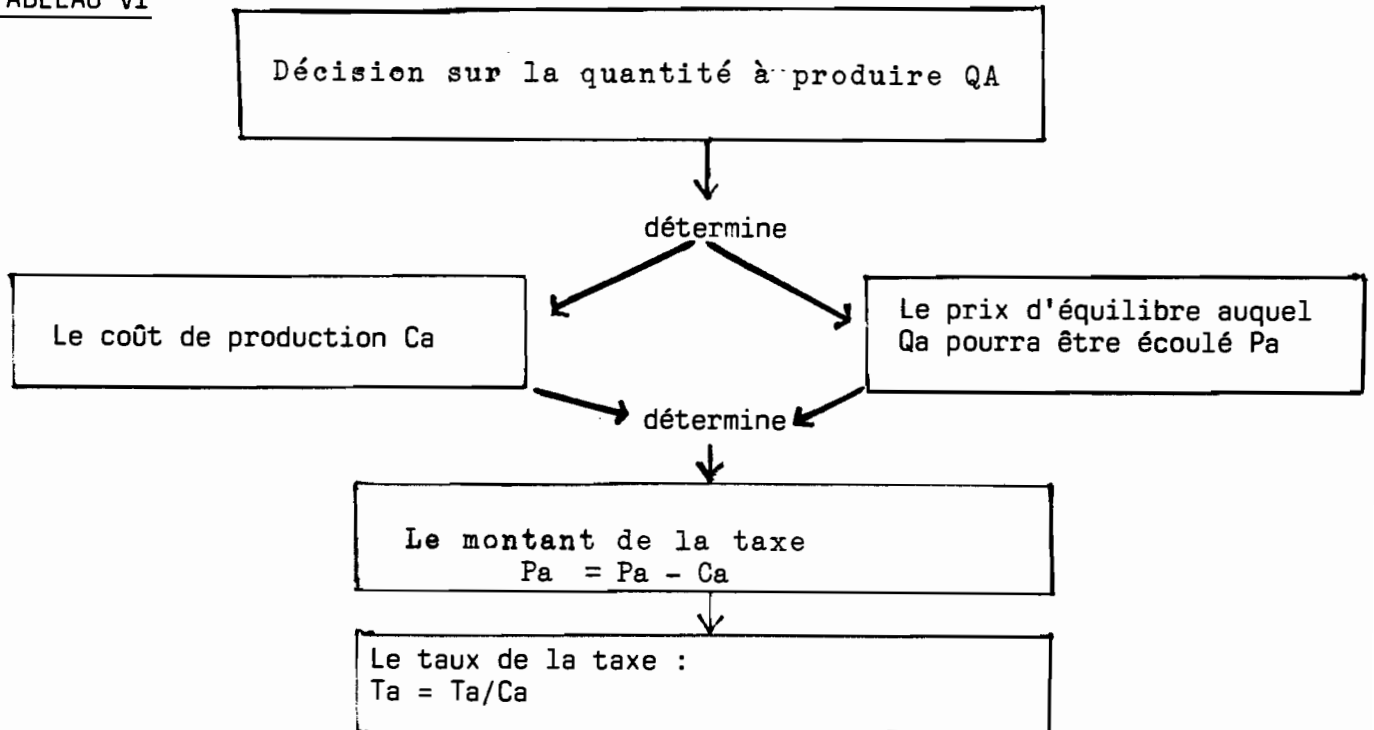 TABLEAU VI
Décision sur la quantité à produire QA
détermine
Le coût de production Ca
Le prix d'équilibre auquel
Qa pourra être écoulé Pa
détermine
Le montant de la taxe
Pa = Pa - Ca
Le taux de la taxe :
Ta = Ta/Ca